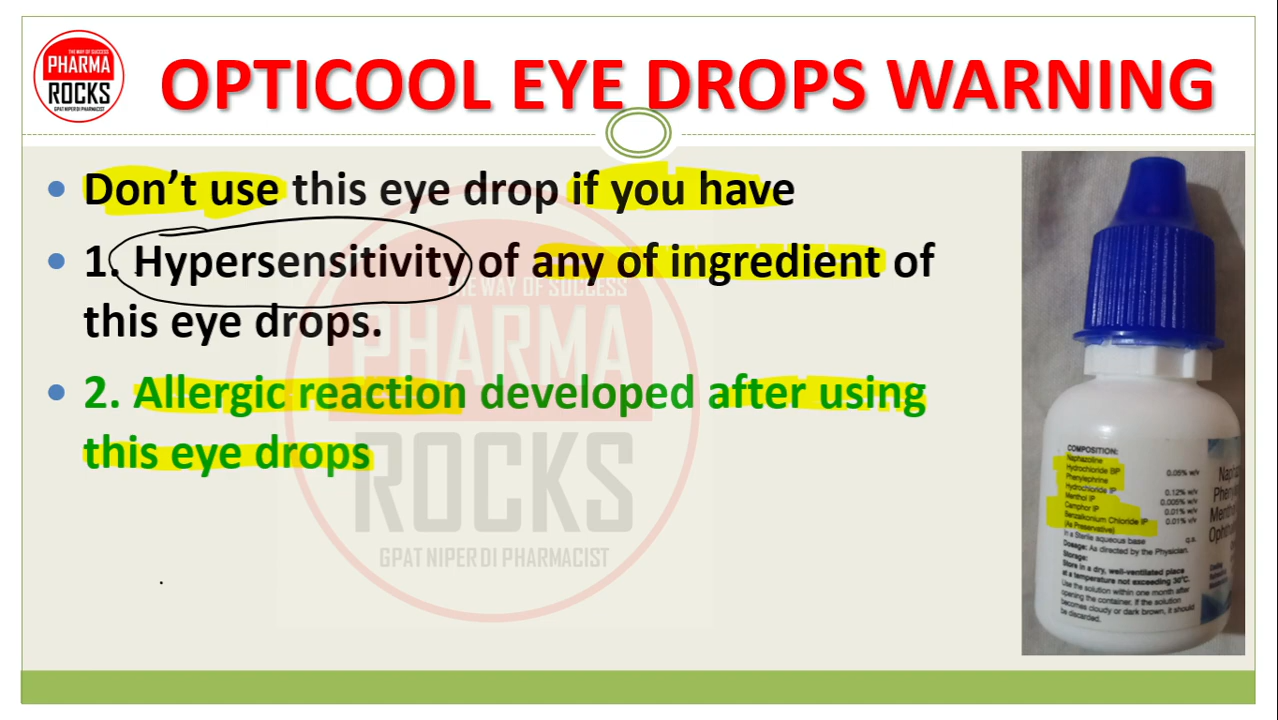 THE WAY OF SUCCESS
PHARMA
ROCKS
GPAT NIPER DI PHARMACIST
OPTICOOL EYE DROPS WARNING
• Don't use this eye drop if you have
• 1. Hypersensitivity of any of ingredient of
this eye drops.
• 2. Allergic reaction developed after using
this eye drops
THE WAY OF SUCCESS
PHARMA
ROCKS
GPAT NIPER DI PHARMACIST
COMPOSITION:
Naphazoline
Hydrochloride BP 0.05% w/v
Phenylephrine
Hydrochloride IP 0.12% w/v
Menthol IP 0.005% w/v
Camphor IP 0.01% w/v
Benzalkonium Chloride IP 0.01% v/v
(As Preservative)
In a Sterile aqueous base q.s.
Dosage: As directed by the Physician.
Storage:
Store in a dry, well-ventilated place
at a temperature not exceeding 30°C.
Use the solution within one month after
opening the container. If the solution
becomes cloudy or dark brown, it should
be discarded.
Napha
Phenyle
Mentho
Ophth